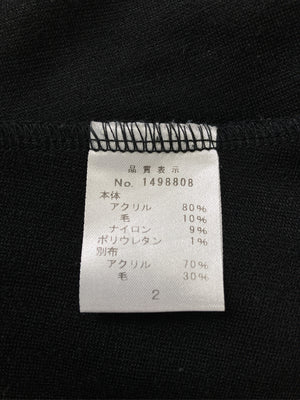 品質表示
No. 1498808
本体
アクリル 80%
毛 10%
ナイロン 9%
ポリウレタン 1%
別布
アクリル 70%
毛 30%
2